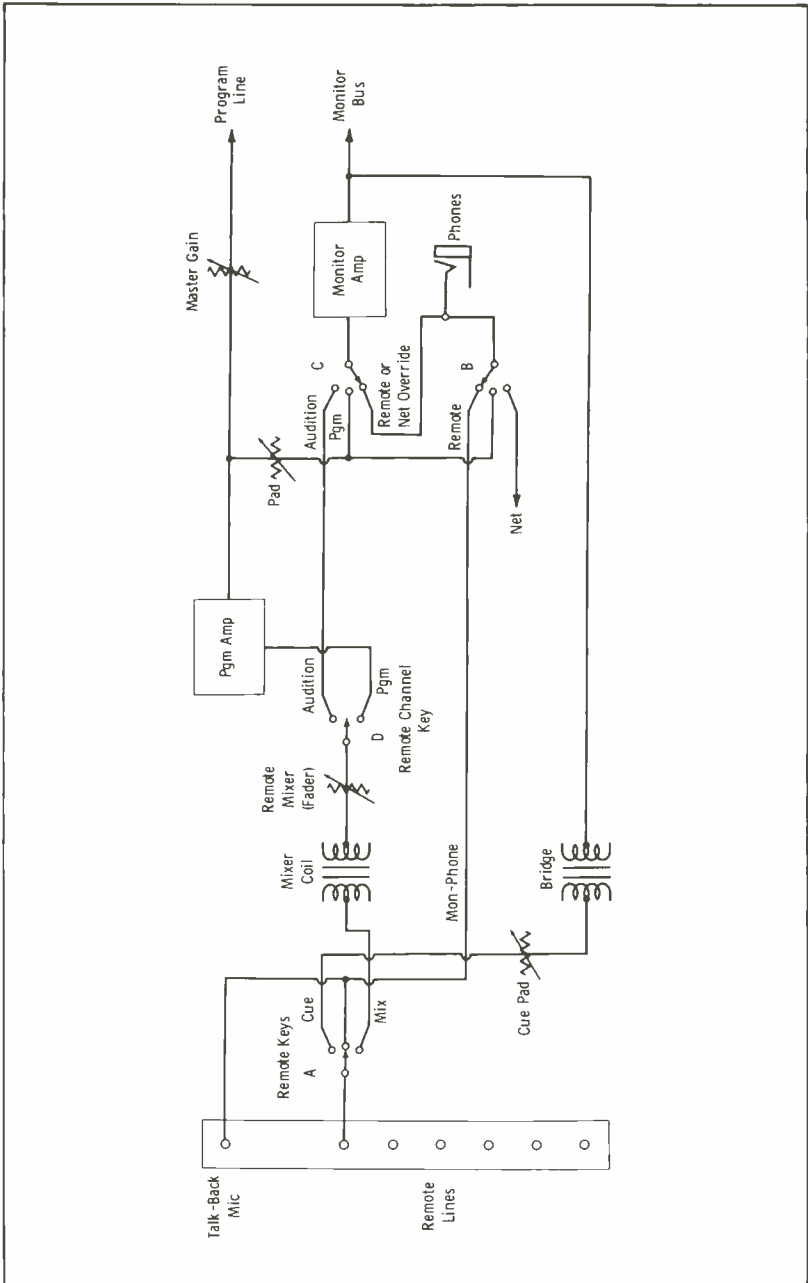 Program
Line
Master Gain
Monitor
Bus
Monitor
Amp
Phones
Pad
Audition
Pgm
C
Remote or
Net Override
Remote
B
Net
Pgm Amp
Audition
Pgm
D
Remote Channel
Key
Remote
Mixer
(Fader)
Mixer
Coil
Mon-Phone
Bridge
Cue Pad
Remote Keys
Cue
A
Mix
Talk-Back
Mic
Remote
Lines